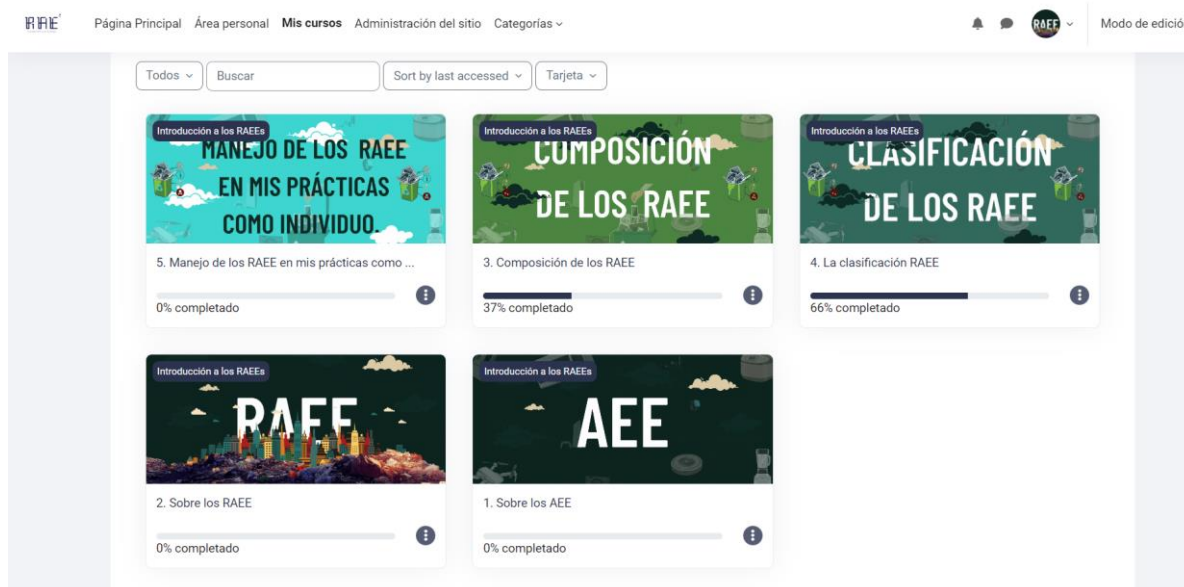 RAE
Página Principal Área personal Mis cursos Administración del sitio Categorías
RAEE
Modo de edició
Todos
Buscar
Sort by last accessed
Tarjeta
Introducción a los RAEEs
MANEJO DE LOS RAEE
EN MIS PRÁCTICAS
COMO INDIVIDUO.
5. Manejo de los RAEE en mis prácticas como ...
0% completado
Introducción a los RAEEs
COMPOSICIÓN
DE LOS RAEE
3. Composición de los RAEE
37% completado
Introducción a los RAEEs
CLASIFICACIÓN
DE LOS RAEE
4. La clasificación RAEE
66% completado
Introducción a los RAEEs
RAEE
2. Sobre los RAEE
0% completado
Introducción a los RAEEs
AEE
1. Sobre los AEE
0% completado